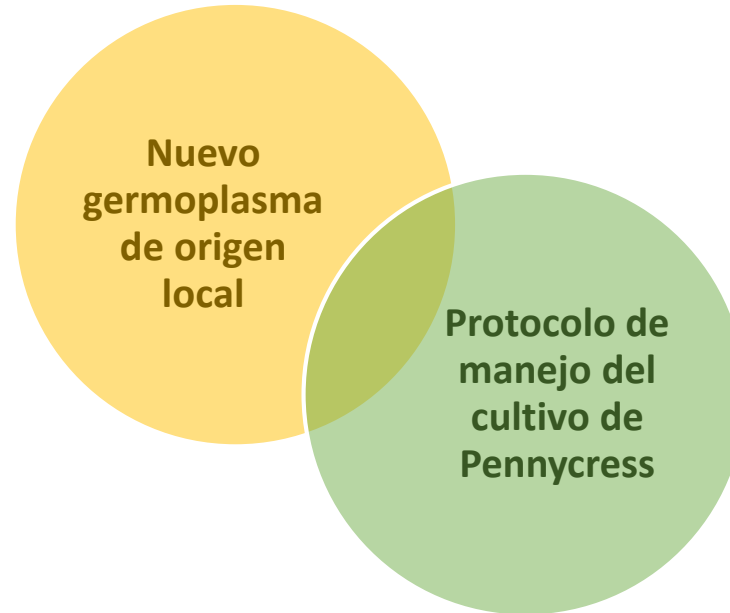 Nuevo
germoplasma
de origen
local
Protocolo de
manejo del
cultivo de
Pennycress